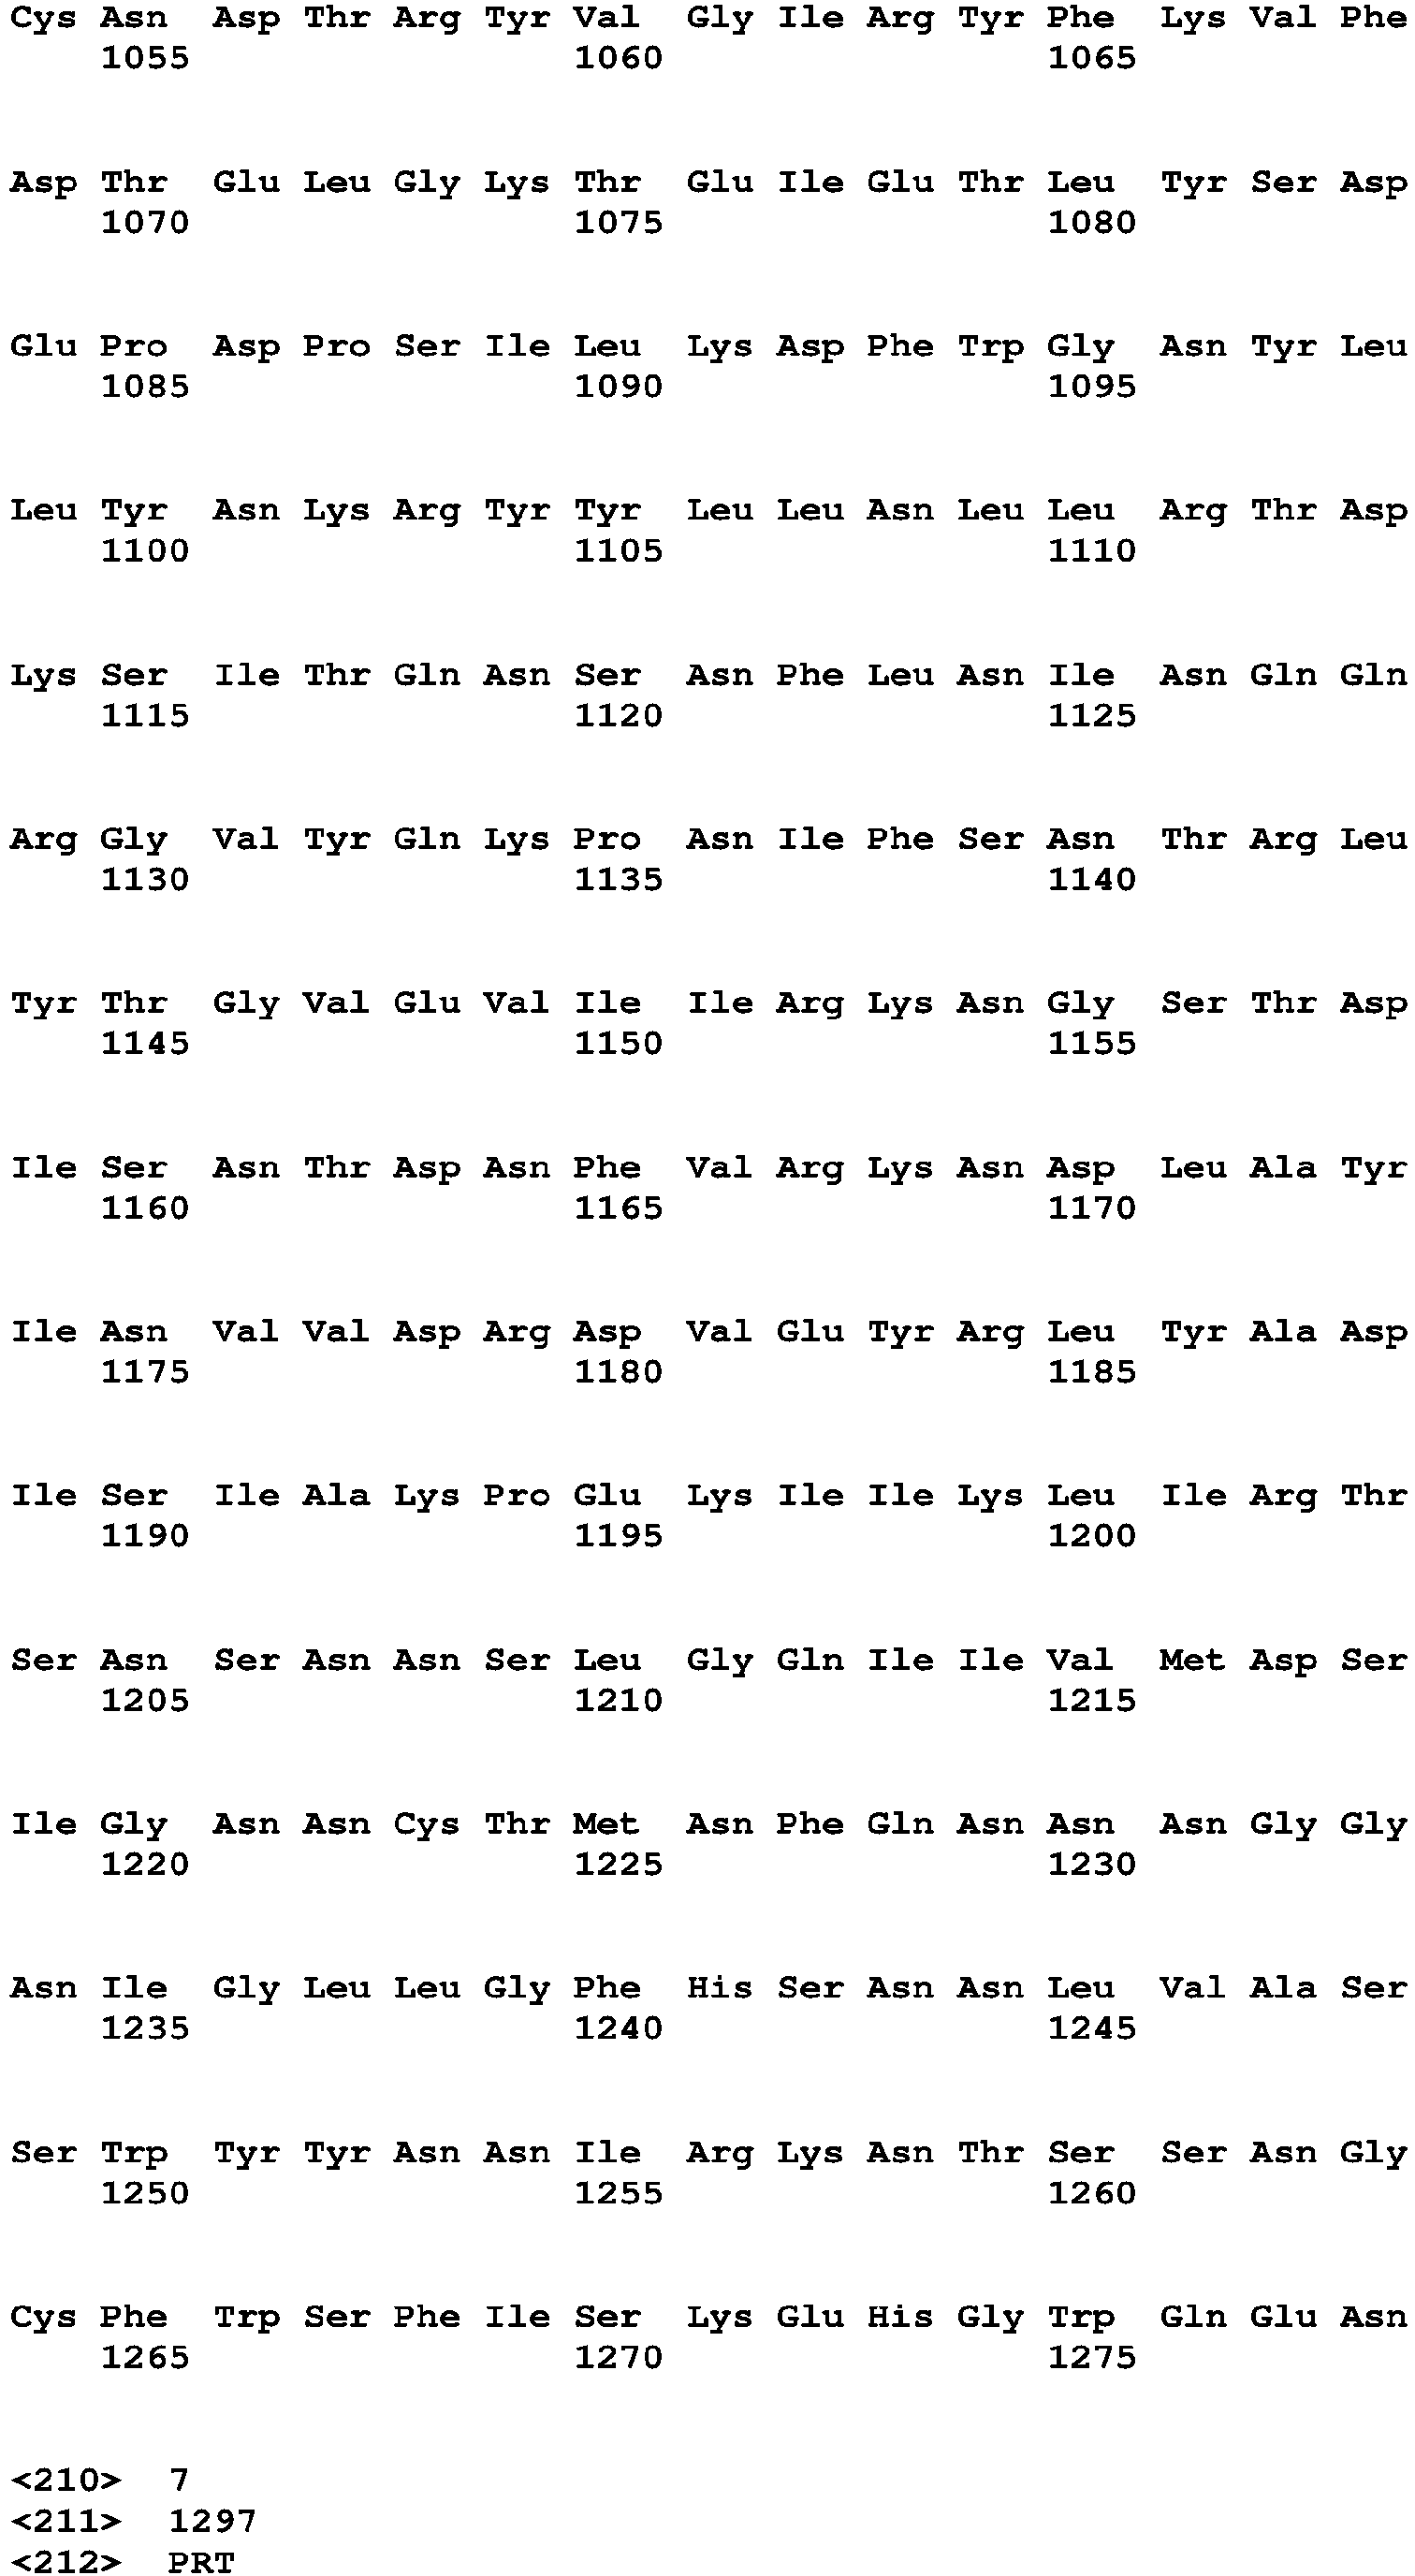 Cys Asn Asp Thr Arg Tyr Val Gly Ile Arg Tyr Phe Lys Val Phe
1055 1060 1065
Asp Thr Glu Leu Gly Lys Thr Glu Ile Glu Thr Leu Tyr Ser Asp
1070 1075 1080
Glu Pro Asp Pro Ser Ile Leu Lys Asp Phe Trp Gly Asn Tyr Leu
1085 1090 1095
Leu Tyr Asn Lys Arg Tyr Tyr Leu Leu Asn Leu Leu Arg Thr Asp
1100 1105 1110
Lys Ser Ile Thr Gln Asn Ser Asn Phe Leu Asn Ile Asn Gln Gln
1115 1120 1125
Arg Gly Val Tyr Gln Lys Pro Asn Ile Phe Ser Asn Thr Arg Leu
1130 1135 1140
Tyr Thr Gly Val Glu Val Ile Ile Arg Lys Asn Gly Ser Thr Asp
1145 1150 1155
Ile Ser Asn Thr Asp Asn Phe Val Arg Lys Asn Asp Leu Ala Tyr
1160 1165 1170
Ile Asn Val Val Asp Arg Asp Val Glu Tyr Arg Leu Tyr Ala Asp
1175 1180 1185
Ile Ser Ile Ala Lys Pro Glu Lys Ile Ile Lys Leu Ile Arg Thr
1190 1195 1200
Ser Asn Ser Asn Asn Ser Leu Gly Gln Ile Ile Val Met Asp Ser
1205 1210 1215
Ile Gly Asn Asn Cys Thr Met Asn Phe Gln Asn Asn Asn Gly Gly
1220 1225 1230
Asn Ile Gly Leu Leu Gly Phe His Ser Asn Asn Leu Val Ala Ser
1235 1240 1245
Ser Trp Tyr Tyr Asn Asn Ile Arg Lys Asn Thr Ser Ser Asn Gly
1250 1255 1260
Cys Phe Trp Ser Phe Ile Ser Lys Glu His Gly Trp Gln Glu Asn
1265 1270 1275
<210> 7
<211> 1297
<212> PRT